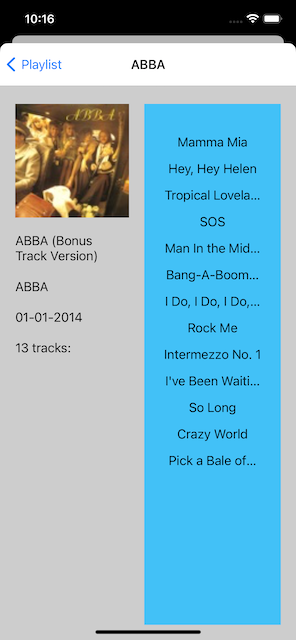 10:16
Playlist
ABBA
ABBA
ABBA (Bonus
Track Version)
ABBA
01-01-2014
13 tracks:
Mamma Mia
Hey, Hey Helen
Tropical Lovela...
SOS
Man In the Mid...
Bang-A-Boom...
I Do, I Do, I Do,...
Rock Me
Intermezzo No. 1
I've Been Waiti...
So Long
Crazy World
Pick a Bale of...